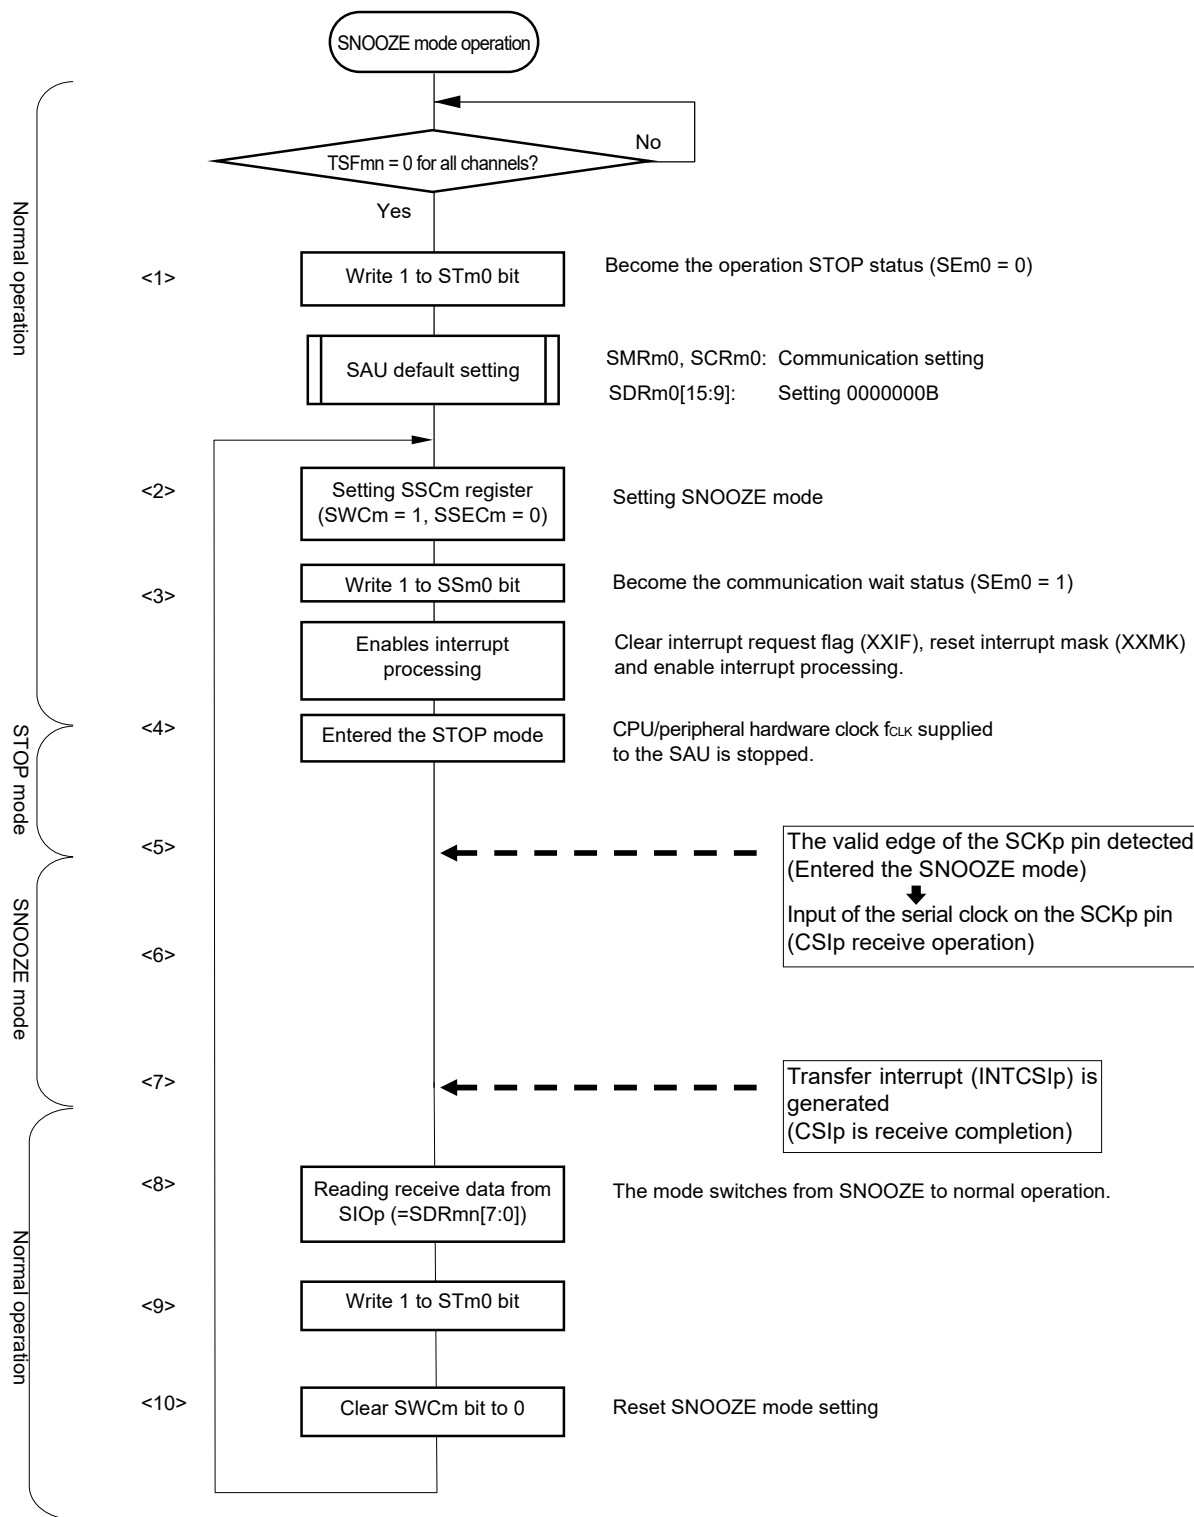 SNOOZE mode operation
No
TSFmn = 0 for all channels?
Yes
Normal operation
<1>
Write 1 to STm0 bit
Become the operation STOP status (SEm0 = 0)
SAU default setting
SMRm0, SCRm0: Communication setting
SDRm0[15:9]: Setting 0000000B
<2>
Setting SSCm register
(SWCm = 1, SSECm = 0)
Setting SNOOZE mode
<3>
Write 1 to SSm0 bit
Become the communication wait status (SEm0 = 1)
Enables interrupt
processing
Clear interrupt request flag (XXIF), reset interrupt mask (XXMK)
and enable interrupt processing.
<4>
Entered the STOP mode
CPU/peripheral hardware clock fCLK supplied
to the SAU is stopped.
STOP mode
<5>
The valid edge of the SCKp pin detected
(Entered the SNOOZE mode)
Input of the serial clock on the SCKp pin
(CSIp receive operation)
SNOOZE mode
<6>
<7>
Transfer interrupt (INTCSIp) is
generated
(CSIp is receive completion)
<8>
Reading receive data from
SIOp (=SDRmn[7:0])
The mode switches from SNOOZE to normal operation.
Normal operation
<9>
Write 1 to STm0 bit
<10>
Clear SWCm bit to 0
Reset SNOOZE mode setting